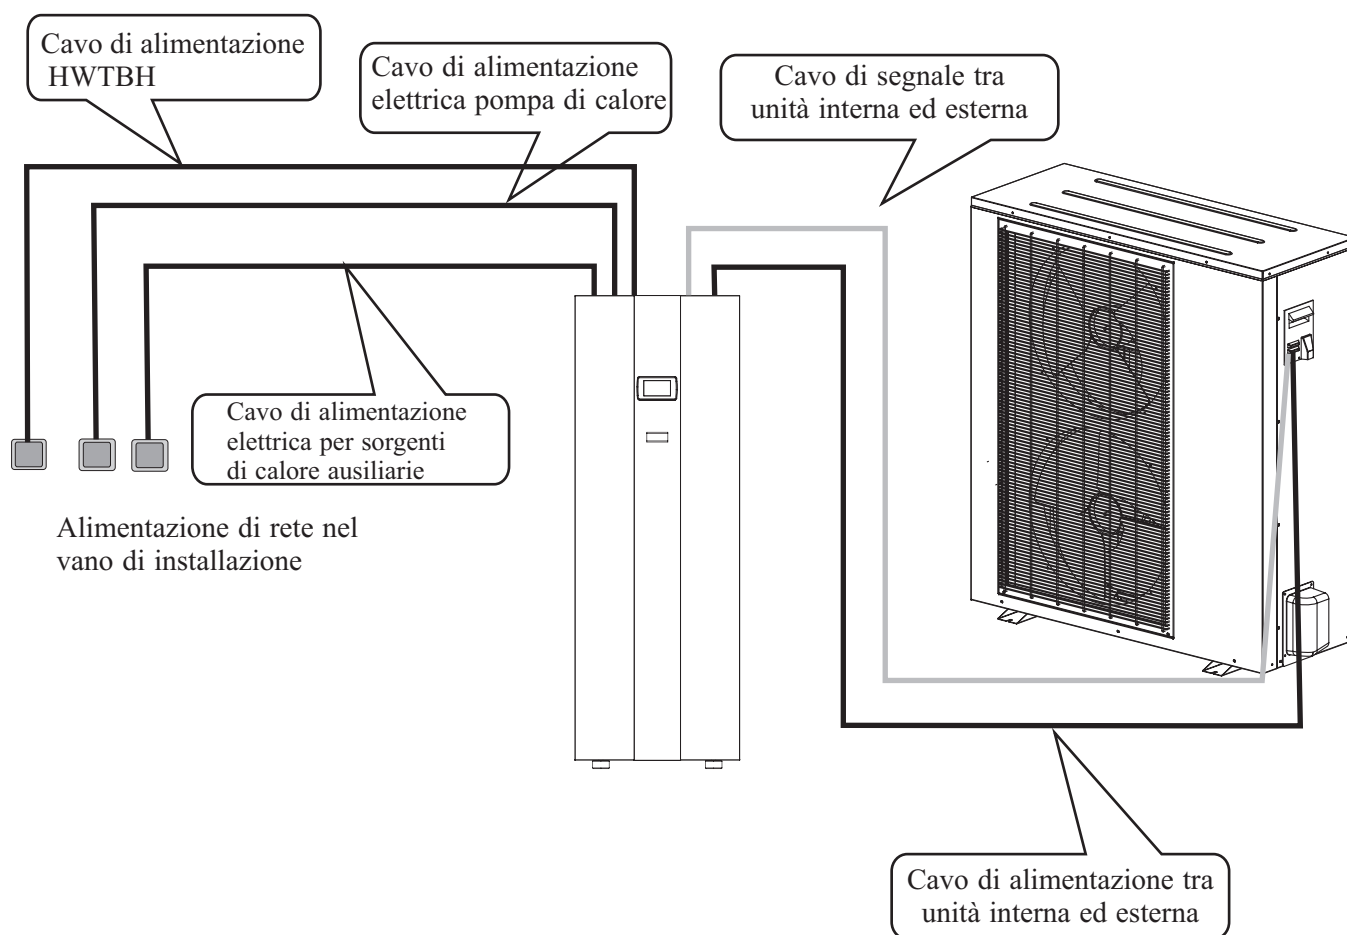 Cavo di alimentazione
HWTBH
Cavo di alimentazione
elettrica pompa di calore
Cavo di segnale tra
unità interna ed esterna
Cavo di alimentazione
elettrica per sorgenti
di calore ausiliarie
Alimentazione di rete nel
vano di installazione
Cavo di alimentazione tra
unità interna ed esterna